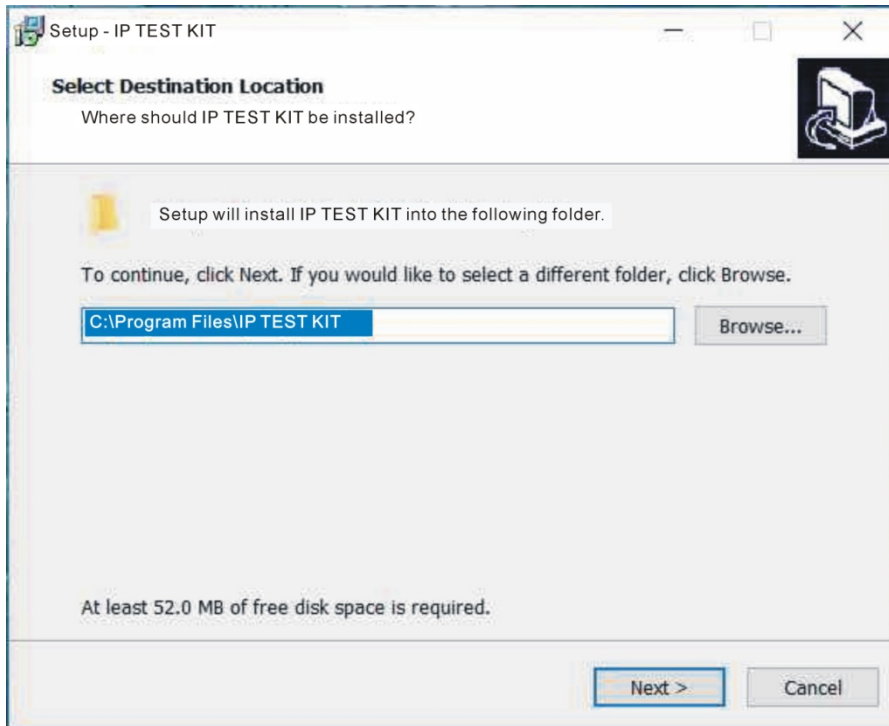 Setup - IP TEST KIT
Select Destination Location
Where should IP TEST KIT be installed?
Setup will install IP TEST KIT into the following folder.
To continue, click Next. If you would like to select a different folder, click Browse.
C:\Program Files\IP TEST KIT
Browse...
At least 52.0 MB of free disk space is required.
Next >
Cancel